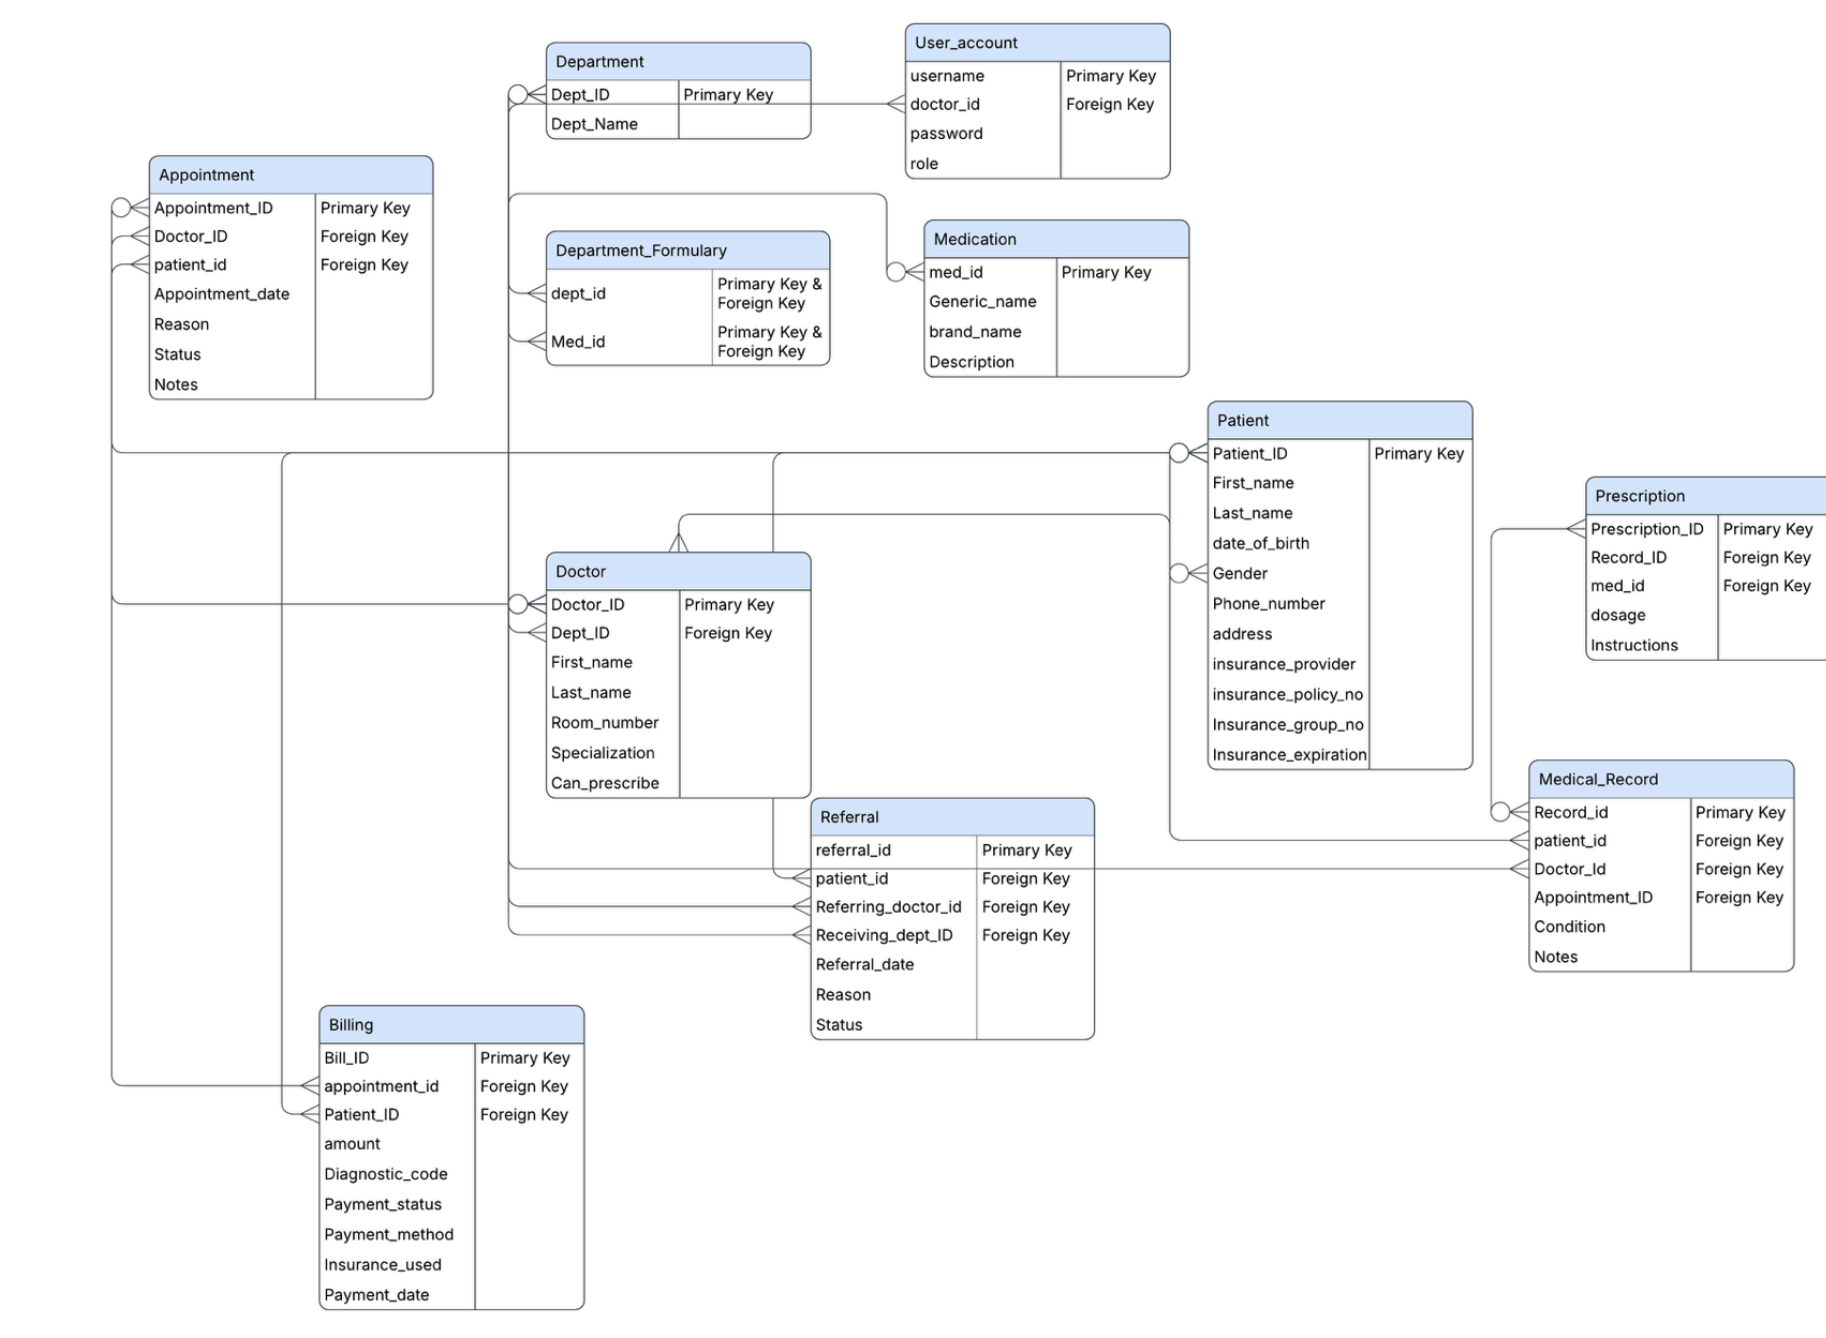 Department
Dept_ID Primary Key
Dept_Name
User_account
username Primary Key
doctor_id Foreign Key
password
role
Appointment
Appointment_ID Primary Key
Doctor_ID Foreign Key
patient_id Foreign Key
Appointment_date
Reason
Status
Notes
Department_Formulary
dept_id Primary Key &
Foreign Key
Med_id Primary Key &
Foreign Key
Medication
med_id Primary Key
Generic_name
brand_name
Description
Patient
Patient_ID Primary Key
First_name
Last_name
date_of_birth
Gender
Phone_number
address
insurance_provider
insurance_policy_no
Insurance_group_no
Insurance_expiration
Prescription
Prescription_ID Primary Key
Record_ID Foreign Key
med_id Foreign Key
dosage
Instructions
Doctor
Doctor_ID Primary Key
Dept_ID Foreign Key
First_name
Last_name
Room_number
Specialization
Can_prescribe
Medical_Record
Record_id Primary Key
patient_id Foreign Key
Doctor_Id Foreign Key
Appointment_ID Foreign Key
Condition
Notes
Referral
referral_id Primary Key
patient_id Foreign Key
Referring_doctor_id Foreign Key
Receiving_dept_ID Foreign Key
Referral_date
Reason
Status
Billing
Bill_ID Primary Key
appointment_id Foreign Key
Patient_ID Foreign Key
amount
Diagnostic_code
Payment_status
Payment_method
Insurance_used
Payment_date